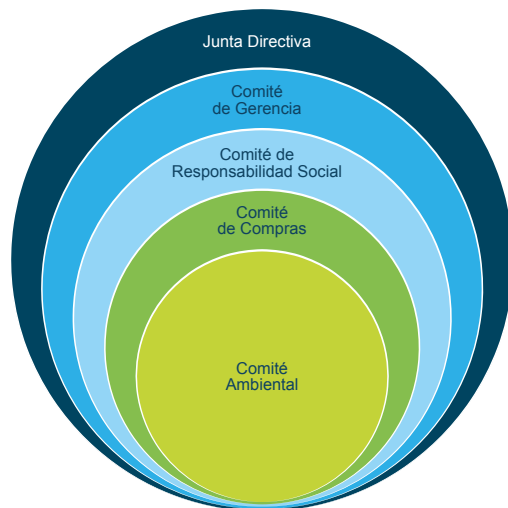 Junta Directiva
Comité
de Gerencia
Comité de
Responsabilidad Social
Comité
de Compras
Comité
Ambiental